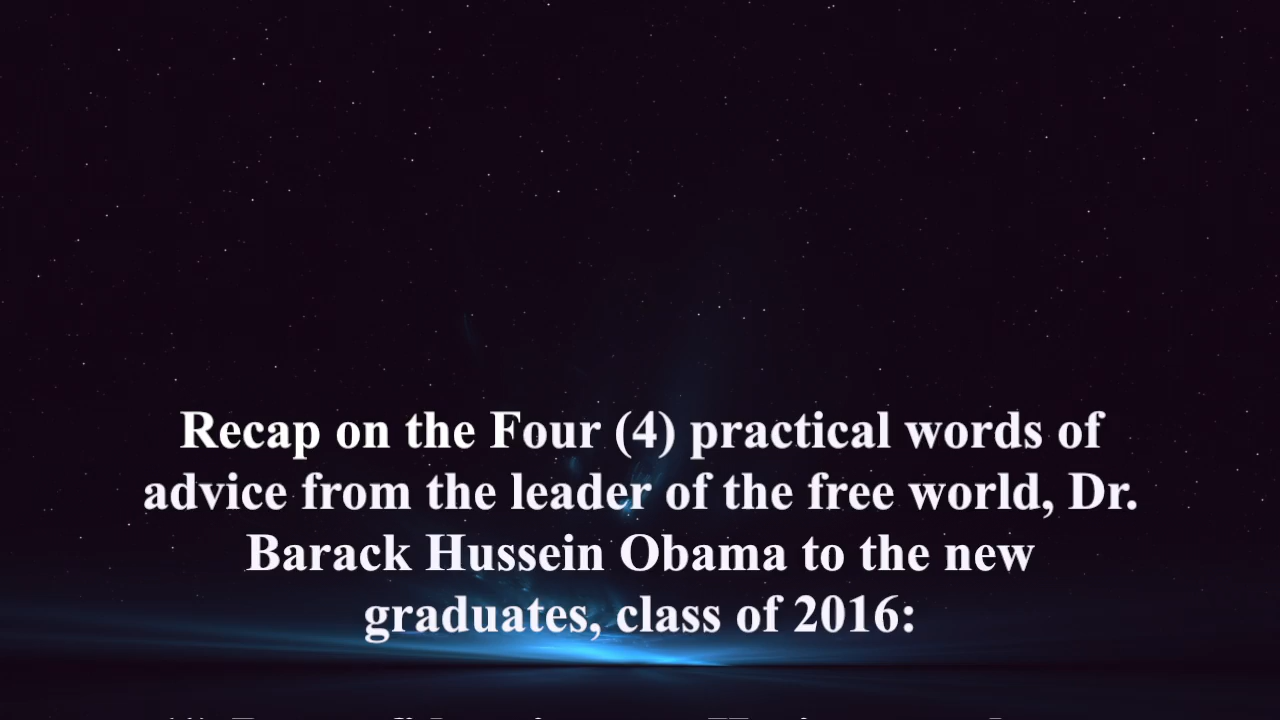 Recap on the Four (4) practical words of
advice from the leader of the free world, Dr.
Barack Hussein Obama to the new
graduates, class of 2016: